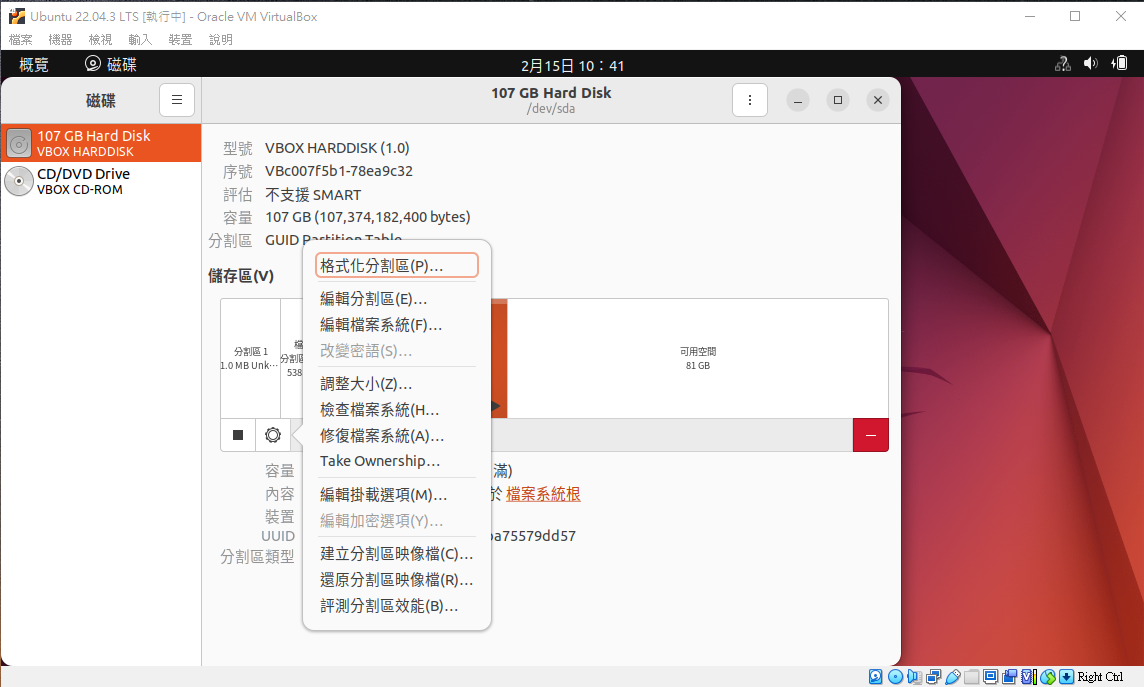 Ubuntu 22.04.3 LTS [執行中] - Oracle VM VirtualBox
檔案 機器 檢視 輸入 裝置 說明
概覽 磁碟 2月15日 10：41
磁碟
107 GB Hard Disk
/dev/sda
107 GB Hard Disk
VBOX HARDDISK
CD/DVD Drive
VBOX CD-ROM
型號 VBOX HARDDISK (1.0)
序號 VBc007f5b1-78ea9c32
評估 不支援 SMART
容量 107 GB (107,374,182,400 bytes)
分割區 GUID Partition Table
儲存區(V)
分割區 1
1.0 MB Unk…
檔
分割區
538
可用空間
81 GB
格式化分割區(P)…
編輯分割區(E)…
編輯檔案系統(F)…
改變密語(S)…
調整大小(Z)…
檢查檔案系統(H…
修復檔案系統(A)…
Take Ownership…
編輯掛載選項(M)…
編輯加密選項(Y)…
建立分割區映像檔(C)…
還原分割區映像檔(R)…
評測分割區效能(B)…
容量 滿)
內容 於 檔案系統根
裝置
UUID a75579dd57
分割區類型
Right Ctrl